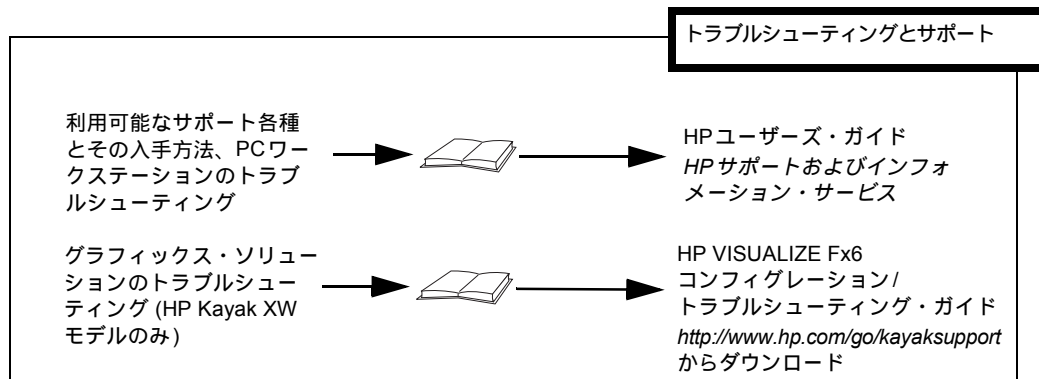 トラブルシューティングとサポート
利用可能なサポート各種
とその入手方法、PCワー
クステーションのトラブ
ルシューティング
HPユーザーズ・ガイド
HPサポートおよびインフォ
メーション・サービス
グラフィックス・ソリュー
ションのトラブルシュー
ティング (HP Kayak XW
モデルのみ)
HP VISUALIZE Fx6
コンフィグレーション/
トラブルシューティング・ガイド
http://www.hp.com/go/kayaksupport
からダウンロード